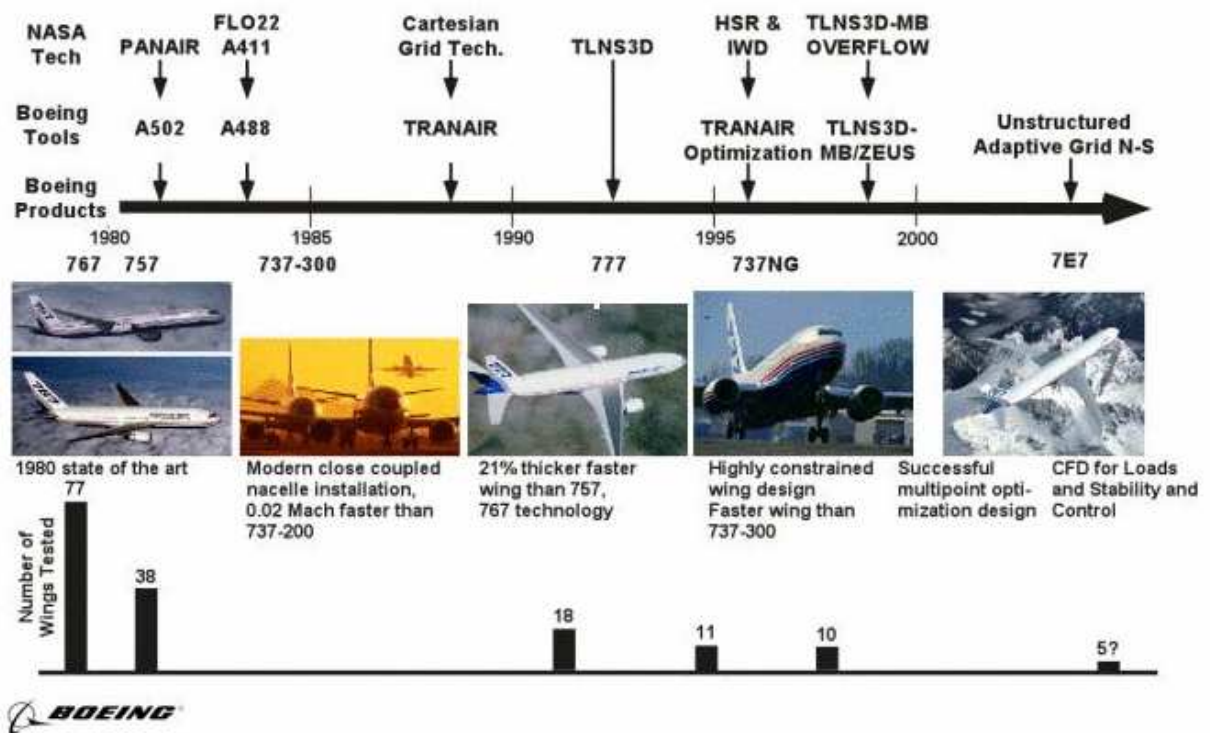 NASA
Tech
PANAIR
FLO22
A411
Cartesian
Grid Tech.
TLNS3D
HSR &
IWD
TLNS3D-MB
OVERFLOW
Boeing
Tools
A502
A488
TRANAIR
TRANAIR
Optimization
TLNS3D-
MB/ZEUS
Unstructured
Adaptive Grid N-S
Boeing
Products
1980
1985
1990
1995
2000
767
757
737-300
777
737NG
7E7
1980 state of the art
Modern close coupled
nacelle installation,
0.02 Mach faster than
737-200
21% thicker faster
wing than 757,
767 technology
Highly constrained
wing design
Faster wing than
737-300
Successful
multipoint opti-
mization design
CFD for Loads
and Stability and
Control
Number of
Wings Tested
77
38
18
11
10
5?
BOEING